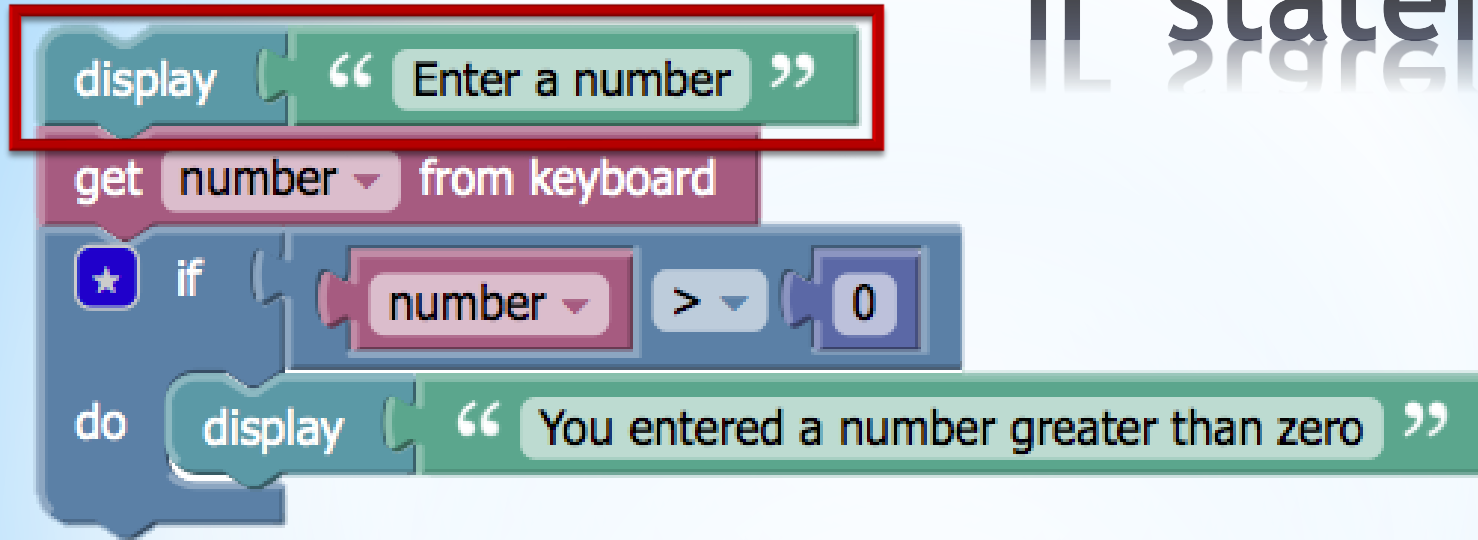 display “ Enter a number ”
get number from keyboard
if number > 0
do display “ You entered a number greater than zero ”